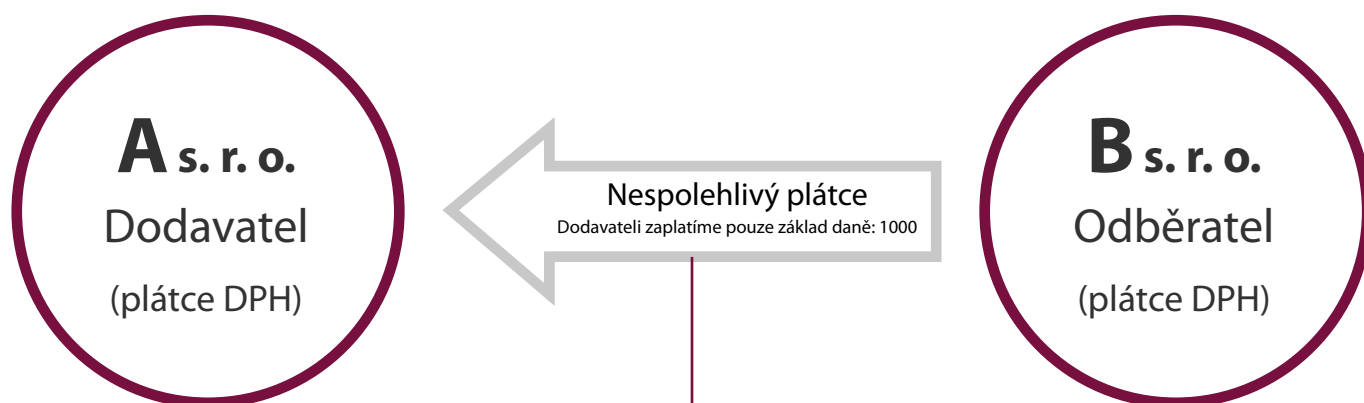 A s. r. o.
Dodavatel
(plátce DPH)
Nespolehlivý plátce
Dodavateli zaplatíme pouze základ daně: 1000
B s. r. o.
Odběratel
(plátce DPH)